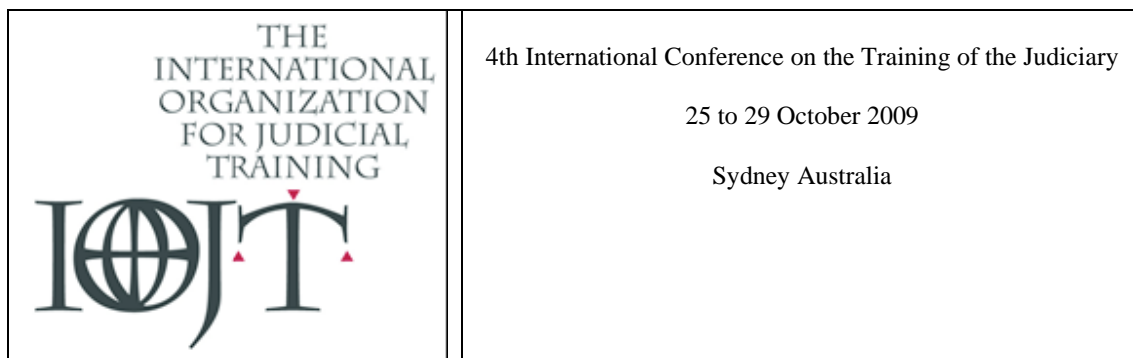 THE
INTERNATIONAL
ORGANIZATION
FOR JUDICIAL
TRAINING
IOJT
4th International Conference on the Training of the Judiciary
25 to 29 October 2009
Sydney Australia